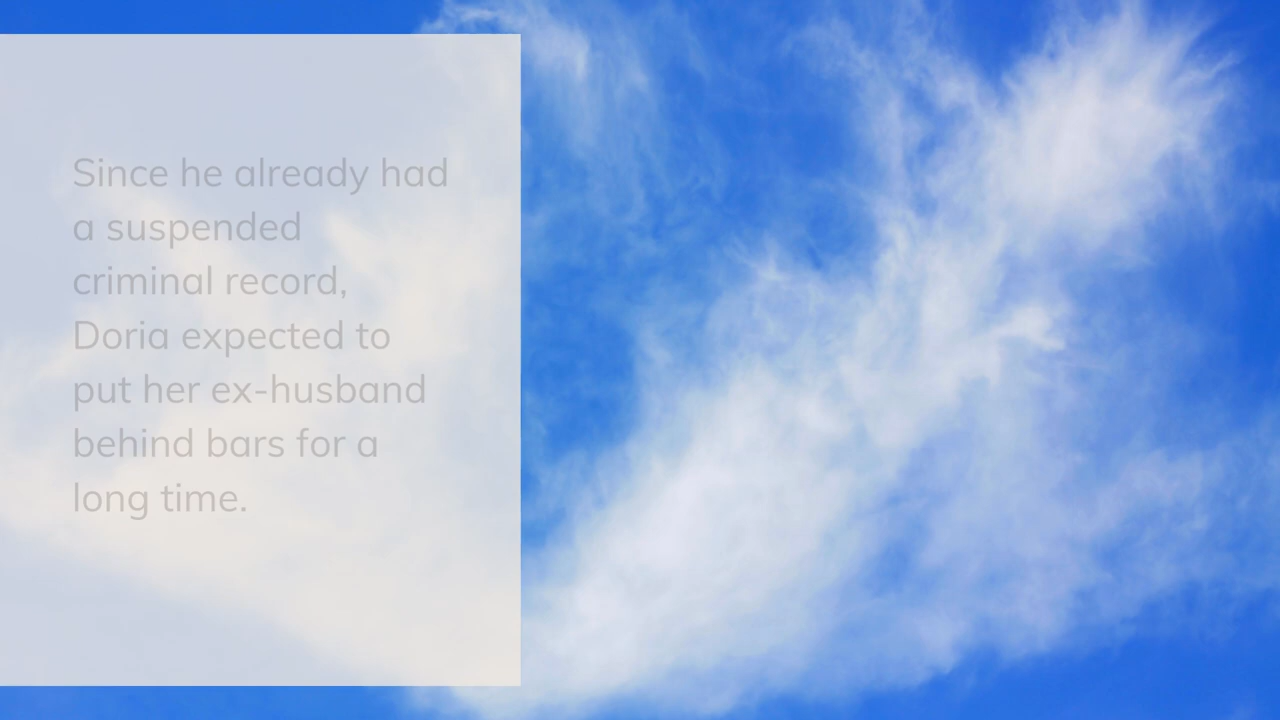 Since he already had
a suspended
criminal record,
Doria expected to
put her ex-husband
behind bars for a
long time.